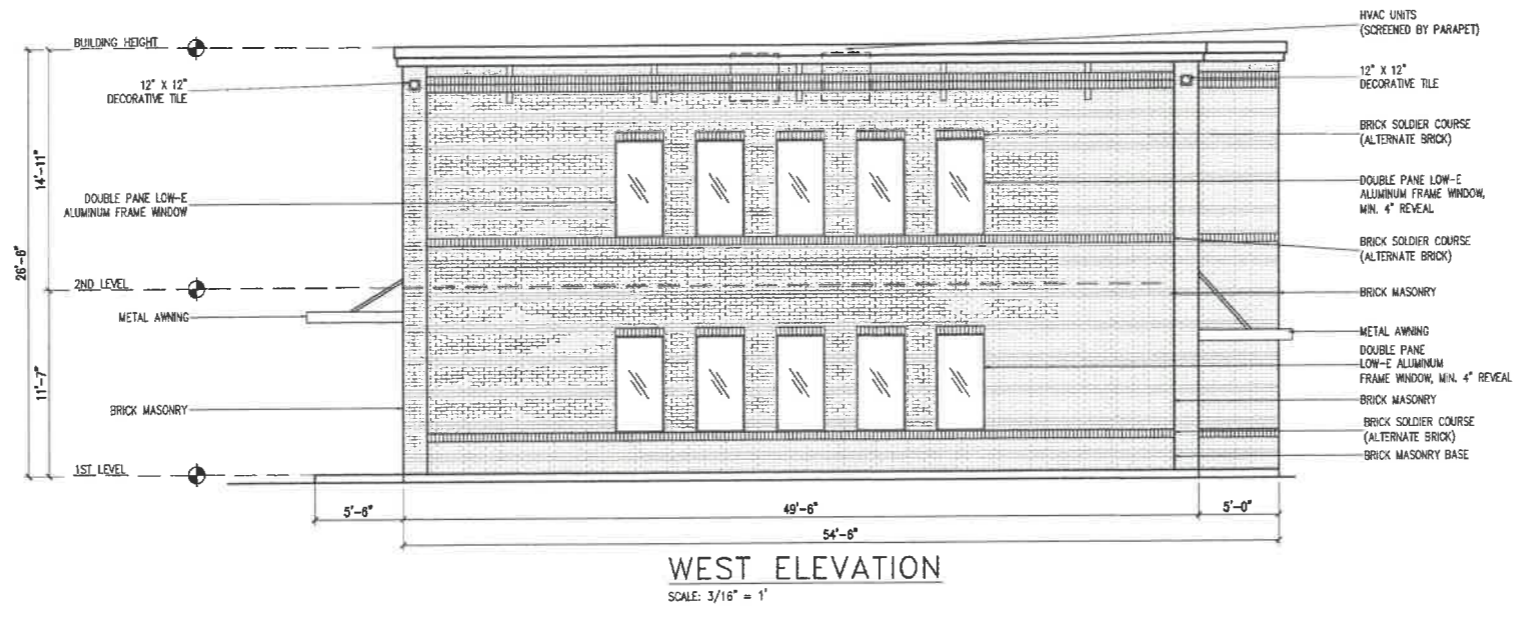 HVAC UNITS
(SCREENED BY PARAPET)
BUILDING HEIGHT
12" X 12"
DECORATIVE TILE
12" X 12"
DECORATIVE TILE
BRICK SOLDIER COURSE
(ALTERNATE BRICK)
14'-11"
DOUBLE PANE LOW-E
ALUMINUM FRAME WINDOW
DOUBLE PANE LOW-E
ALUMINUM FRAME WINDOW,
MIN. 4" REVEAL
BRICK SOLDIER COURSE
(ALTERNATE BRICK)
26'-6"
2ND LEVEL
BRICK MASONRY
METAL AWNING
METAL AWNING
DOUBLE PANE
LOW-E ALUMINUM
FRAME WINDOW, MIN. 4" REVEAL
11'-7"
BRICK MASONRY
BRICK MASONRY
BRICK SOLDIER COURSE
(ALTERNATE BRICK)
BRICK MASONRY BASE
1ST LEVEL
5'-6"
49'-6"
5'-0"
54'-6"
WEST ELEVATION
SCALE: 3/16" = 1'